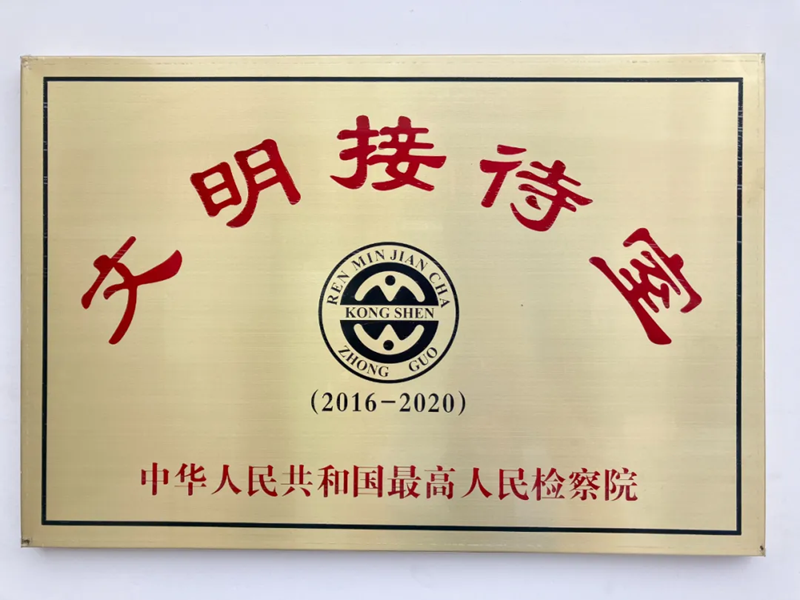 文明接待室
REN MIN JIAN CHA
KONG SHEN
ZHONG GUO
(2016-2020)
中华人民共和国最高人民检察院